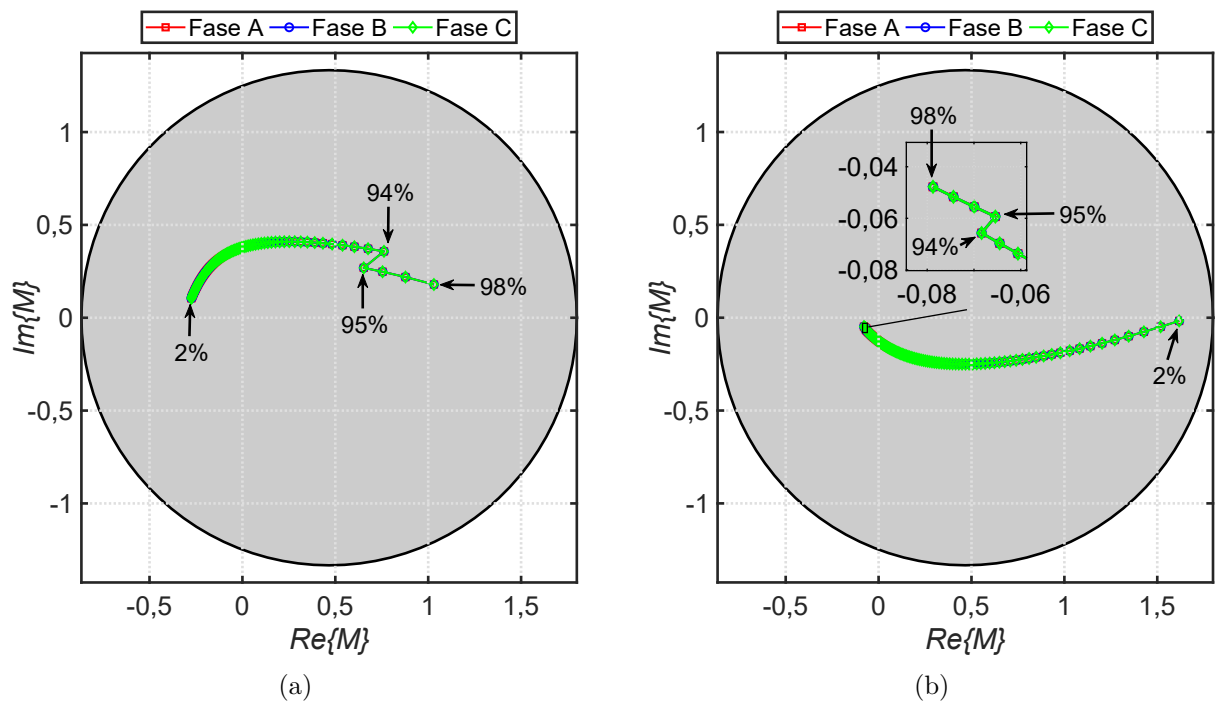 Fase A Fase B Fase C
1
0,5
0
-0,5
-1
Im{M}
94%
98%
95%
2%
-0,5 0 0,5 1 1,5
Re{M}
(a)
Fase A Fase B Fase C
1
0,5
0
-0,5
-1
Im{M}
98%
-0,04
-0,06
-0,08
95%
94%
-0,08 -0,06
2%
-0,5 0 0,5 1 1,5
Re{M}
(b)